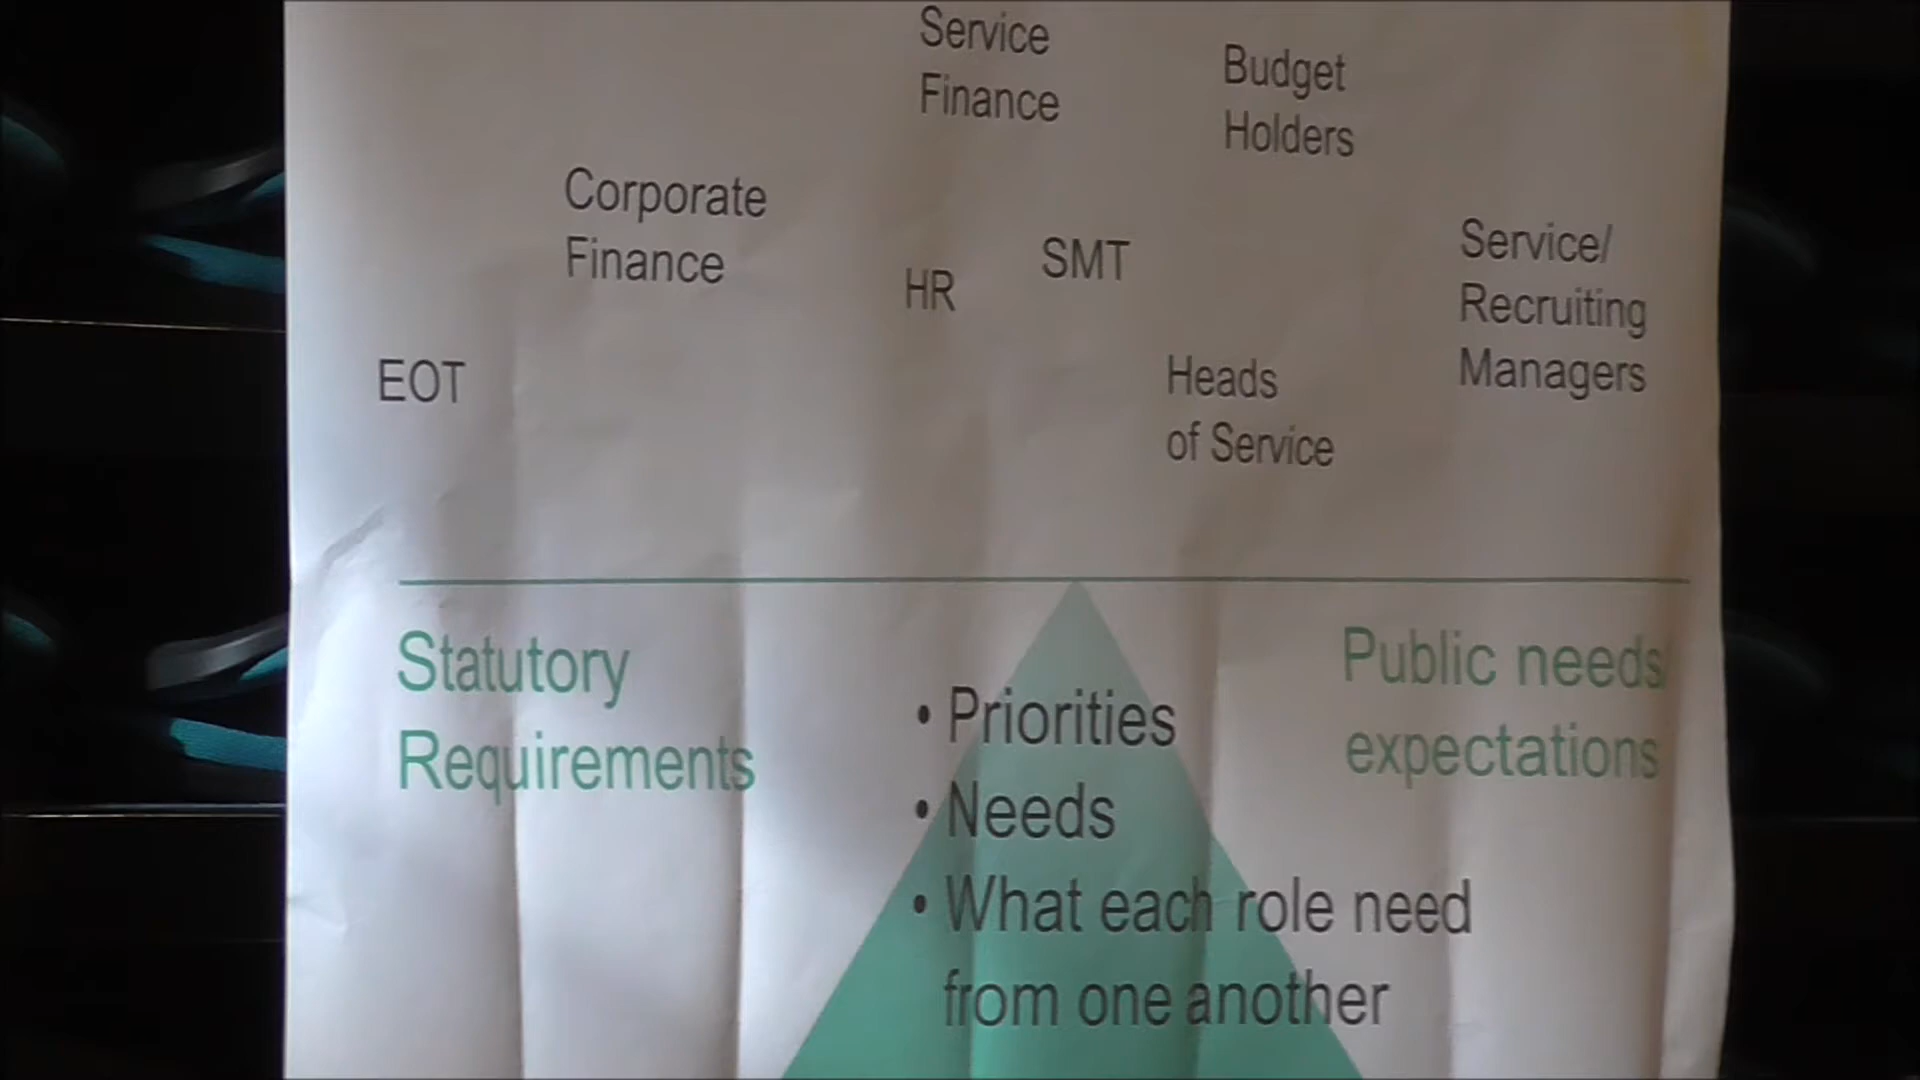 Service
Finance
Budget
Holders
Corporate
Finance
HR
SMT
Service/
Recruiting
Managers
EOT
Heads
of Service
Statutory
Requirements
Public needs
expectations
• Priorities
• Needs
• What each role need
from one another